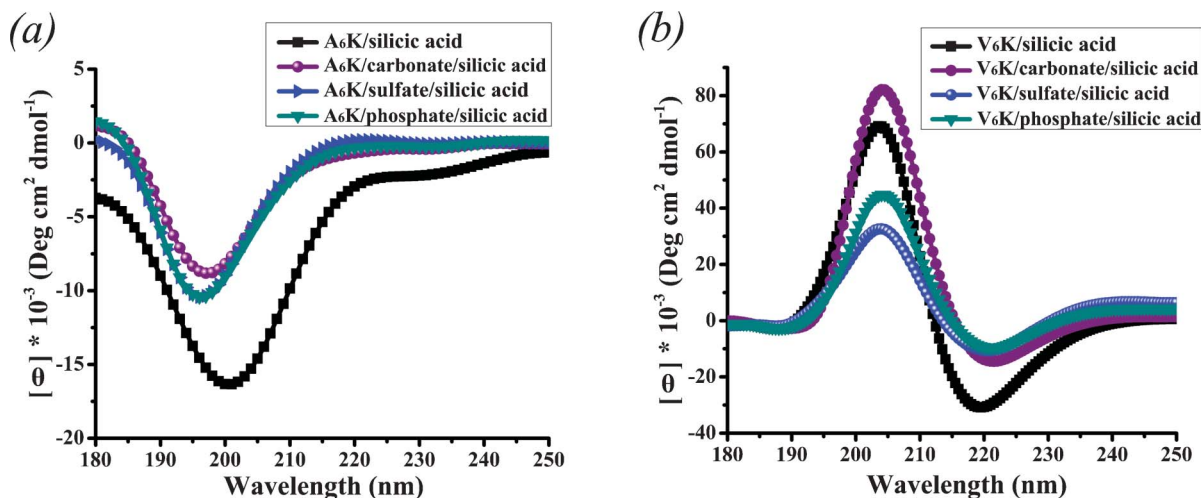 (a)
A₆K/silicic acid
A₆K/carbonate/silicic acid
A₆K/sulfate/silicic acid
A₆K/phosphate/silicic acid
[θ] * 10⁻³ (Deg cm² dmol⁻¹)
0
-5
-10
-15
-20
180 190 200 210 220 230 240 250
Wavelength (nm)
(b)
V₆K/silicic acid
V₆K/carbonate/silicic acid
V₆K/sulfate/silicic acid
V₆K/phosphate/silicic acid
[θ] * 10⁻³ (Deg cm² dmol⁻¹)
80
60
40
20
0
-20
-40
180 190 200 210 220 230 240 250
Wavelength (nm)